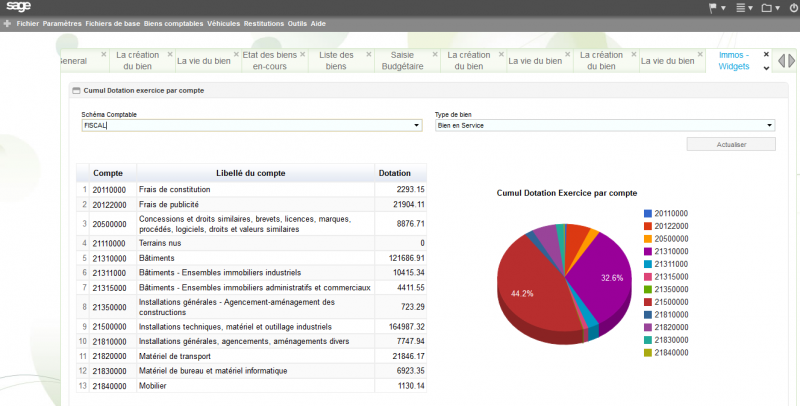 sage
Fichier Paramètres Fichiers de base Biens comptables Véhicules Restitutions Outils Aide
General
La création du bien
La vie du bien
Etat des biens en-cours
Liste des biens
Saisie Budgétaire
La création du bien
La vie du bien
La création du bien
La vie du bien
Immos - Widgets
Cumul Dotation exercice par compte
Schéma Comptable
Type de bien
FISCAL
Bien en Service
Actualiser
Compte Libellé du compte Dotation
1 20110000 Frais de constitution 2293.15
2 20122000 Frais de publicité 21904.11
3 20500000 Concessions et droits similaires, brevets, licences, marques, procédés, logiciels, droits et valeurs similaires 8876.71
4 21110000 Terrains nus 0
5 21310000 Bâtiments 121686.91
6 21311000 Bâtiments - Ensembles immobiliers industriels 10415.34
7 21315000 Bâtiments - Ensembles immobiliers administratifs et commerciaux 4411.55
8 21350000 Installations générales - Agencement-aménagement des constructions 723.29
9 21500000 Installations techniques, matériel et outillage industriels 164987.32
10 21810000 Installations générales, agencements, aménagements divers 7747.94
11 21820000 Matériel de transport 21846.17
12 21830000 Matériel de bureau et matériel informatique 6923.35
13 21840000 Mobilier 1130.14
Cumul Dotation Exercice par compte
32.6%
44.2%
20110000
20122000
20500000
21310000
21311000
21315000
21350000
21500000
21810000
21820000
21830000
21840000